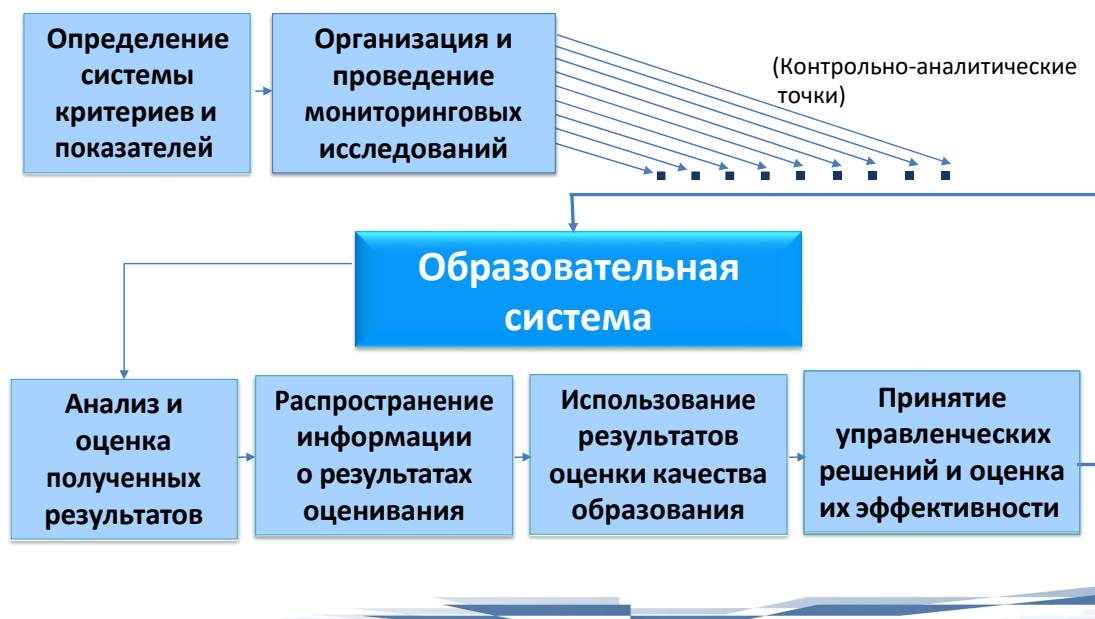 Определение
системы
критериев и
показателей
Организация и
проведение
мониторинговых
исследований
(Контрольно-аналитические
точки)
Образовательная
система
Анализ и
оценка
полученных
результатов
Распространение
информации
о результатах
оценивания
Использование
результатов
оценки качества
образования
Принятие
управленческих
решений и оценка
их эффективности